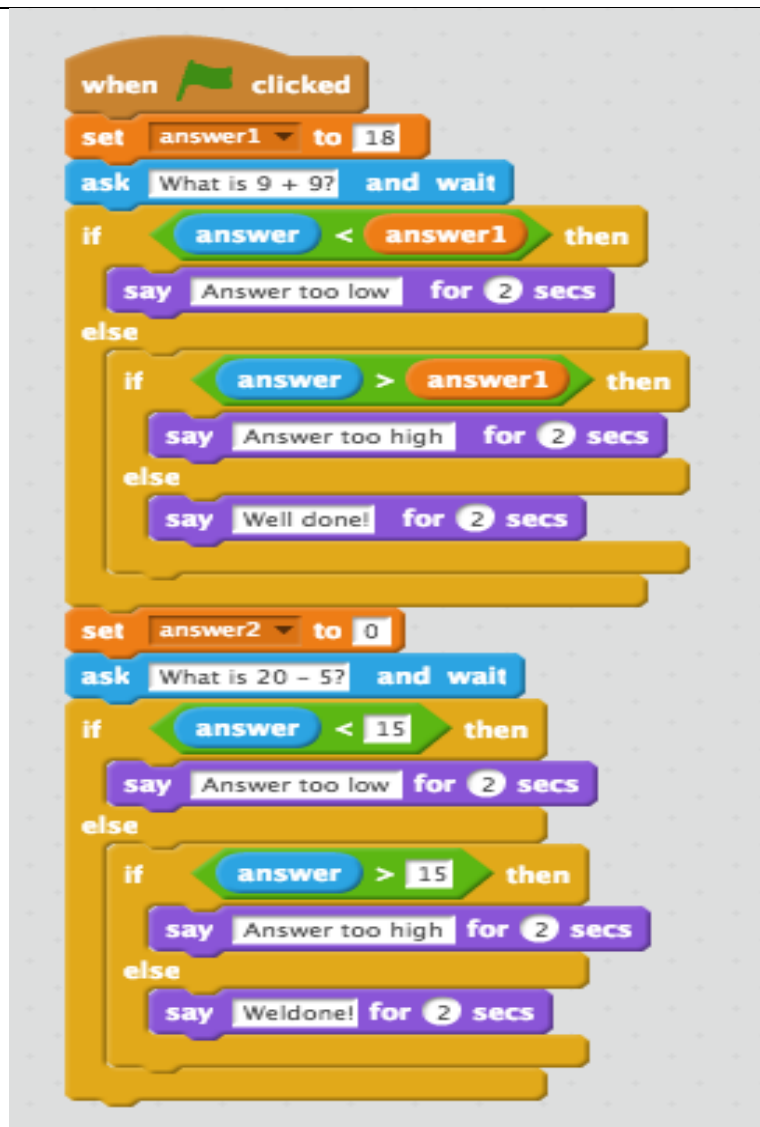 when clicked
set answer1 to 18
ask What is 9 + 9? and wait
if answer < answer1 then
say Answer too low for 2 secs
else
if answer > answer1 then
say Answer too high for 2 secs
else
say Well done! for 2 secs
set answer2 to 0
ask What is 20 - 5? and wait
if answer < 15 then
say Answer too low for 2 secs
else
if answer > 15 then
say Answer too high for 2 secs
else
say Weldone! for 2 secs